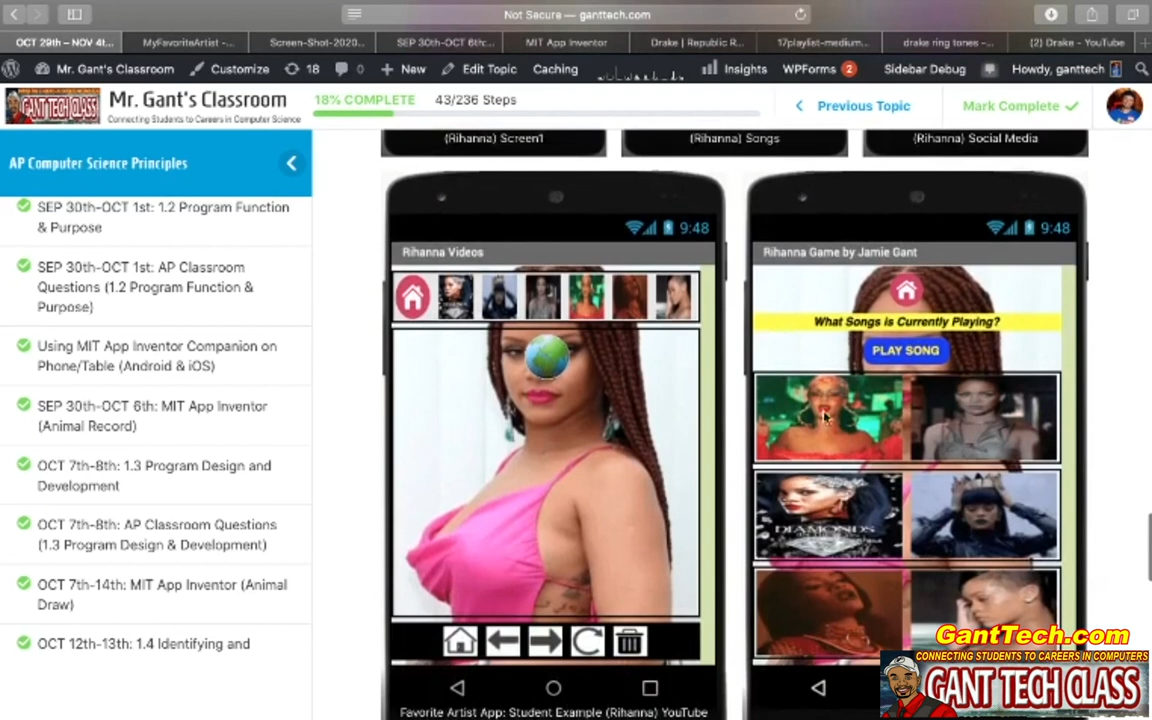 Not Secure — ganttech.com
OCT 29th – NOV 4t...
MyFavoriteArtist -...
Screen-Shot-2020...
SEP 30th-OCT 6th:...
MIT App Inventor
Drake | Republic R...
17playlist-medium...
drake ring tones –...
(2) Drake - YouTube
Mr. Gant's Classroom
Customize
18
0
New
Edit Topic
Caching
Insights
WPForms 2
Sidebar Debug
Howdy, ganttech
GANT TECH CLASS
Mr. Gant's Classroom
Connecting Students to Careers in Computer Science
18% COMPLETE
43/236 Steps
Previous Topic
Mark Complete
AP Computer Science Principles
SEP 30th-OCT 1st: 1.2 Program Function
& Purpose
SEP 30th-OCT 1st: AP Classroom
Questions (1.2 Program Function &
Purpose)
Using MIT App Inventor Companion on
Phone/Table (Android & iOS)
SEP 30th-OCT 6th: MIT App Inventor
(Animal Record)
OCT 7th-8th: 1.3 Program Design and
Development
OCT 7th-8th: AP Classroom Questions
(1.3 Program Design & Development)
OCT 7th-14th: MIT App Inventor (Animal
Draw)
OCT 12th-13th: 1.4 Identifying and
(Rihanna) Screen1
(Rihanna) Songs
(Rihanna) Social Media
9:48
Rihanna Videos
Favorite Artist App: Student Example (Rihanna) YouTube
9:48
Rihanna Game by Jamie Gant
What Songs is Currently Playing?
PLAY SONG
DIAMONDS
GantTech.com
CONNECTING STUDENTS TO CAREERS IN COMPUTERS
GANT TECH CLASS